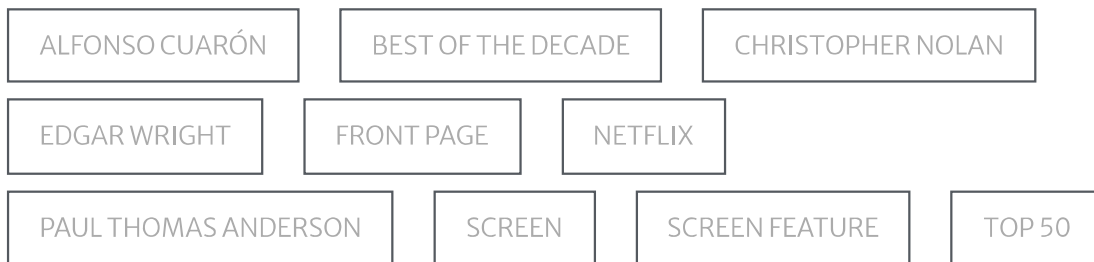 ALFONSO CUARÓN BEST OF THE DECADE CHRISTOPHER NOLAN
EDGAR WRIGHT FRONT PAGE NETFLIX
PAUL THOMAS ANDERSON SCREEN SCREEN FEATURE TOP 50